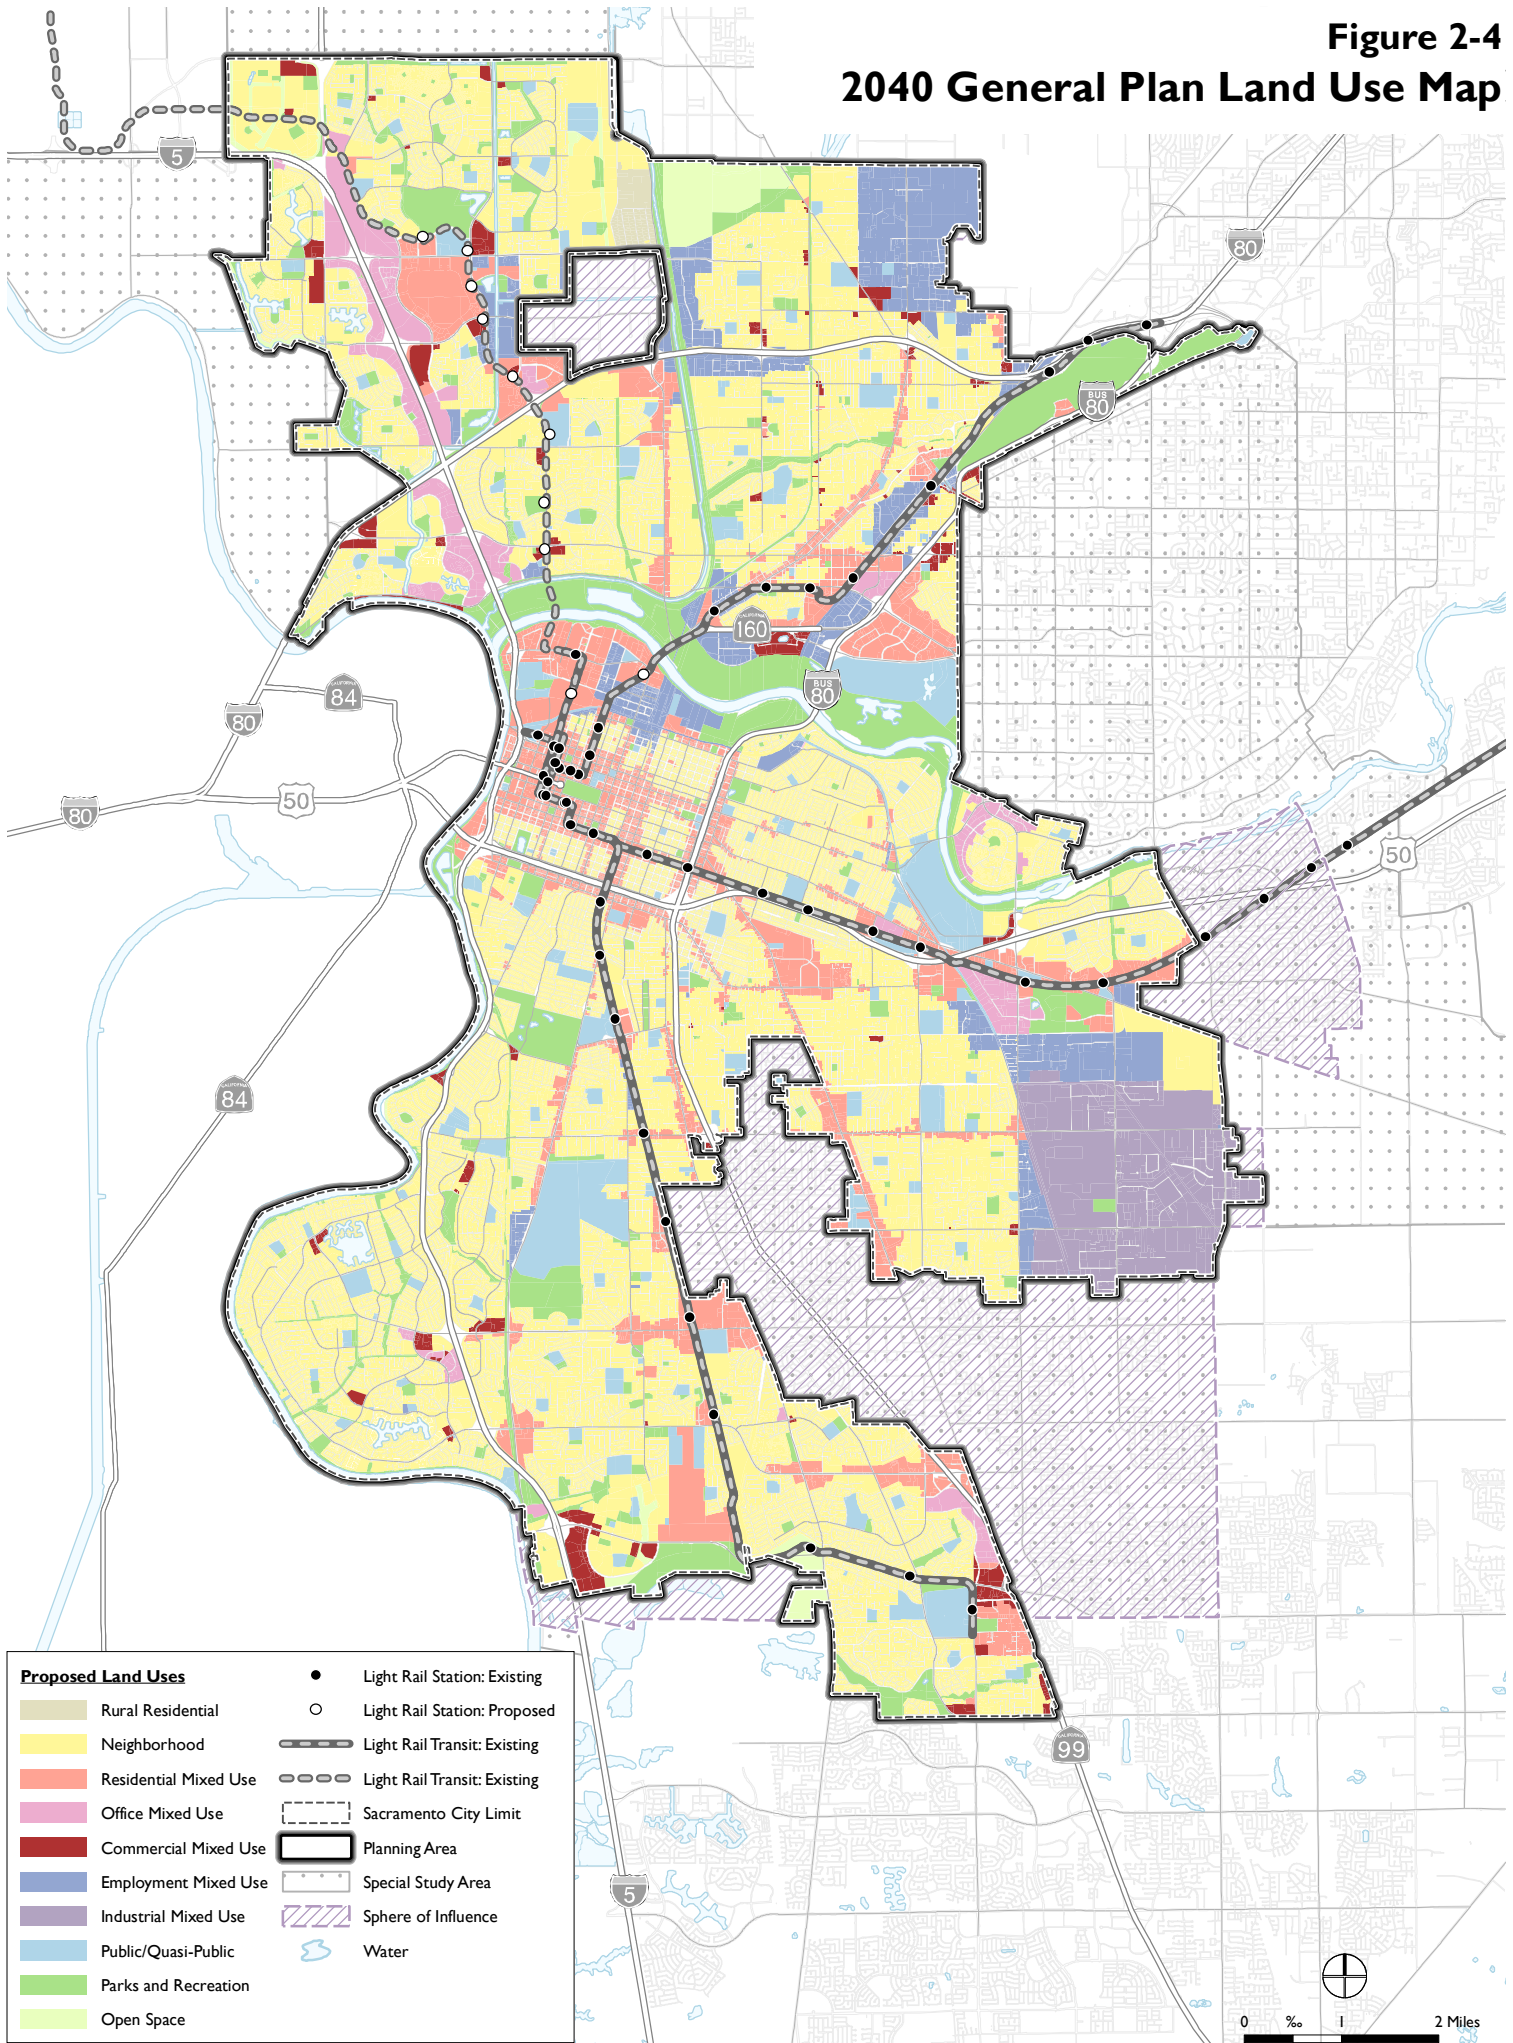 Figure 2-4
2040 General Plan Land Use Map
5
80
BUS
80
CALIFORNIA
160
CALIFORNIA
84
BUS
80
80
50
80
50
CALIFORNIA
84
Proposed Land Uses
Rural Residential
Neighborhood
Residential Mixed Use
Office Mixed Use
Commercial Mixed Use
Employment Mixed Use
Industrial Mixed Use
Public/Quasi-Public
Parks and Recreation
Open Space
Light Rail Station: Existing
Light Rail Station: Proposed
Light Rail Transit: Existing
Light Rail Transit: Existing
Sacramento City Limit
Planning Area
Special Study Area
Sphere of Influence
Water
CALIFORNIA
99
5
0 ‰ 1 2 Miles